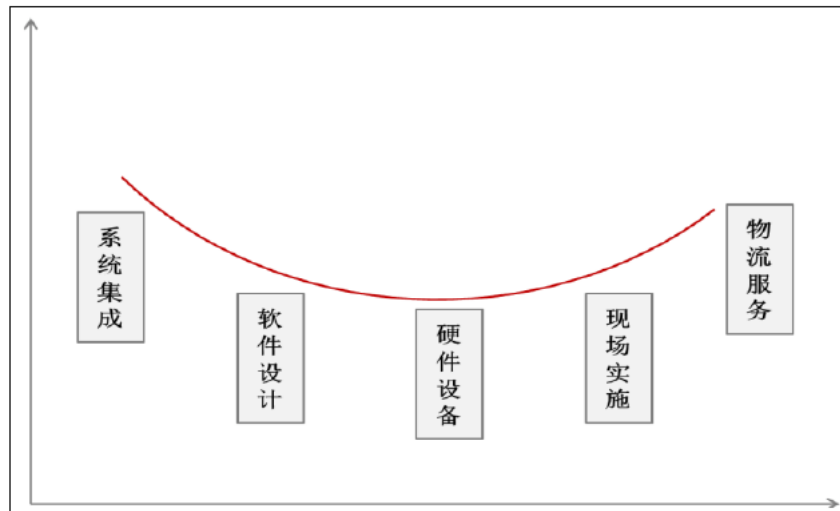 系统集成
软件设计
硬件设备
现场实施
物流服务